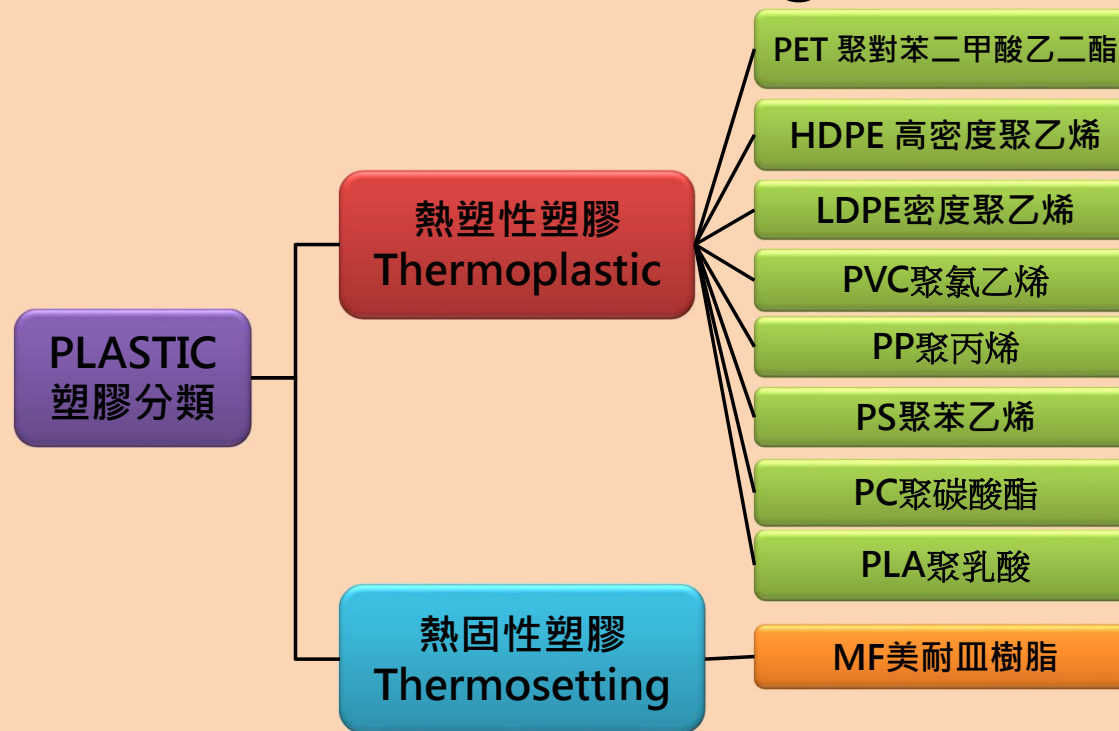 PLASTIC
塑膠分類
熱塑性塑膠
Thermoplastic
PET 聚對苯二甲酸乙二酯
HDPE 高密度聚乙烯
LDPE密度聚乙烯
PVC聚氯乙烯
PP聚丙烯
PS聚苯乙烯
PC聚碳酸酯
PLA聚乳酸
熱固性塑膠
Thermosetting
MF美耐皿樹脂